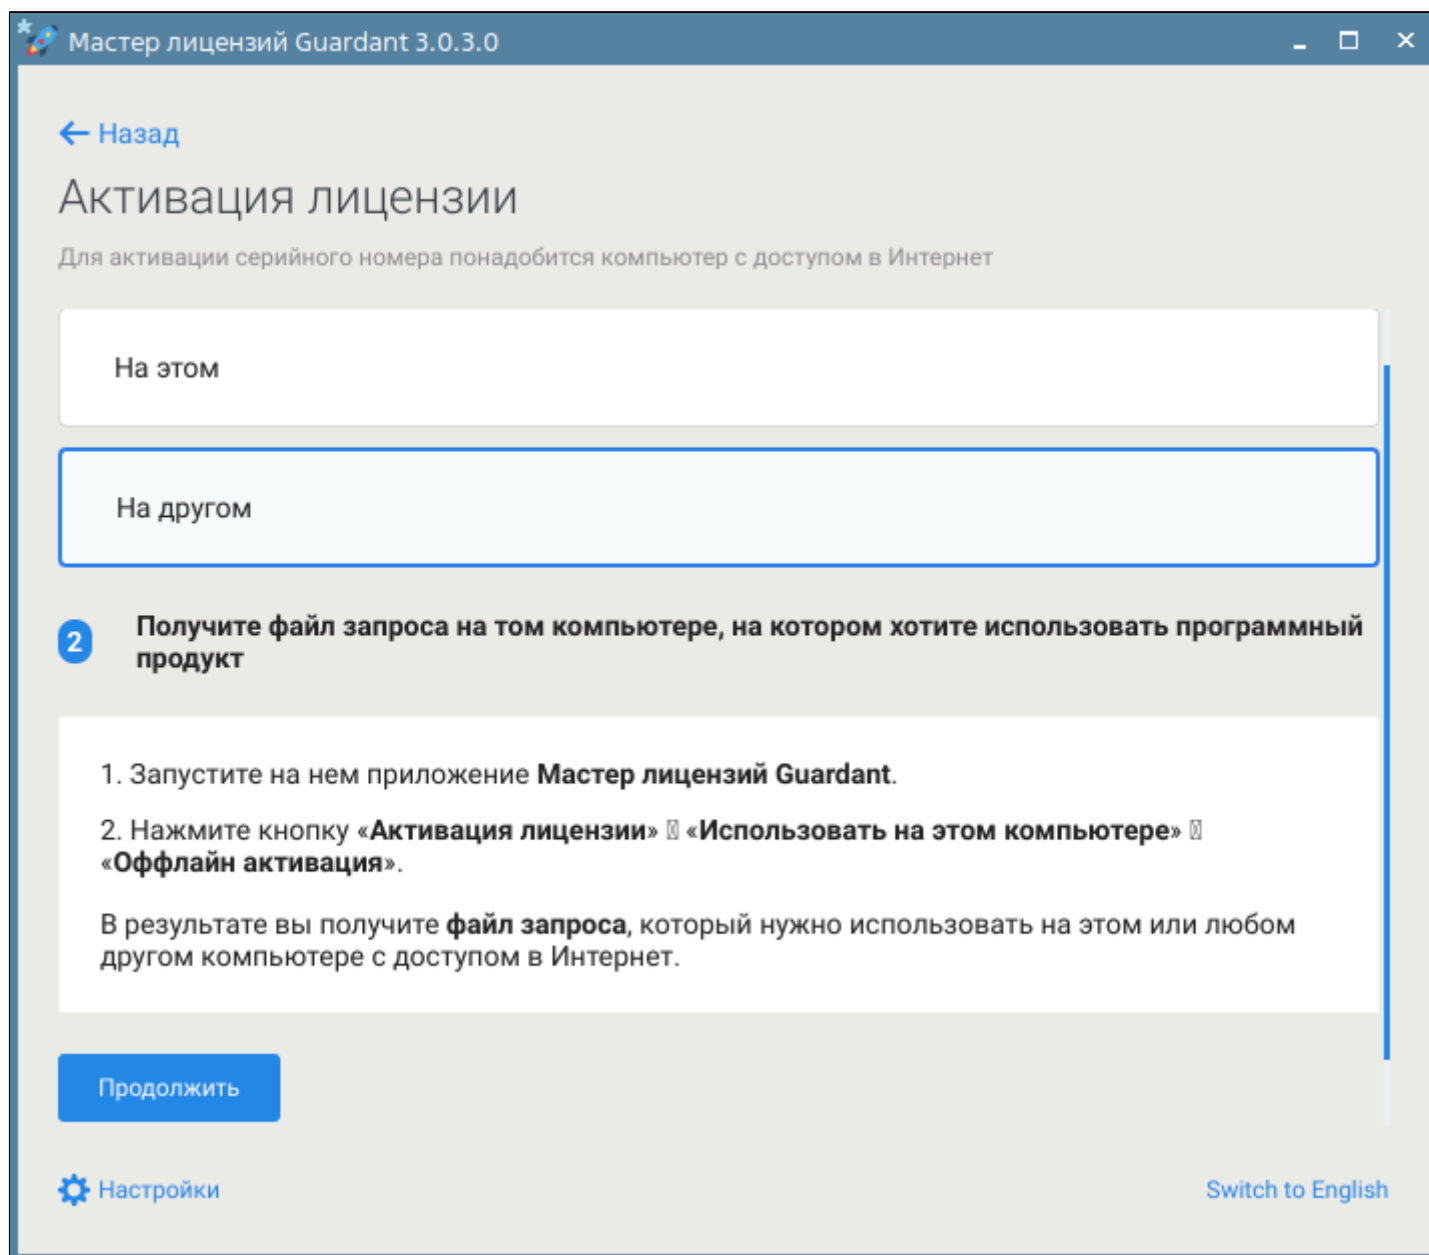 Мастер лицензий Guardant 3.0.3.0
Назад
Активация лицензии
Для активации серийного номера понадобится компьютер с доступом в Интернет
На этом
На другом
2
Получите файл запроса на том компьютере, на котором хотите использовать программный
продукт
1. Запустите на нем приложение Мастер лицензий Guardant.
2. Нажмите кнопку «Активация лицензии» «Использовать на этом компьютере»
«Оффлайн активация».
В результате вы получите файл запроса, который нужно использовать на этом или любом
другом компьютере с доступом в Интернет.
Продолжить
Настройки
Switch to English